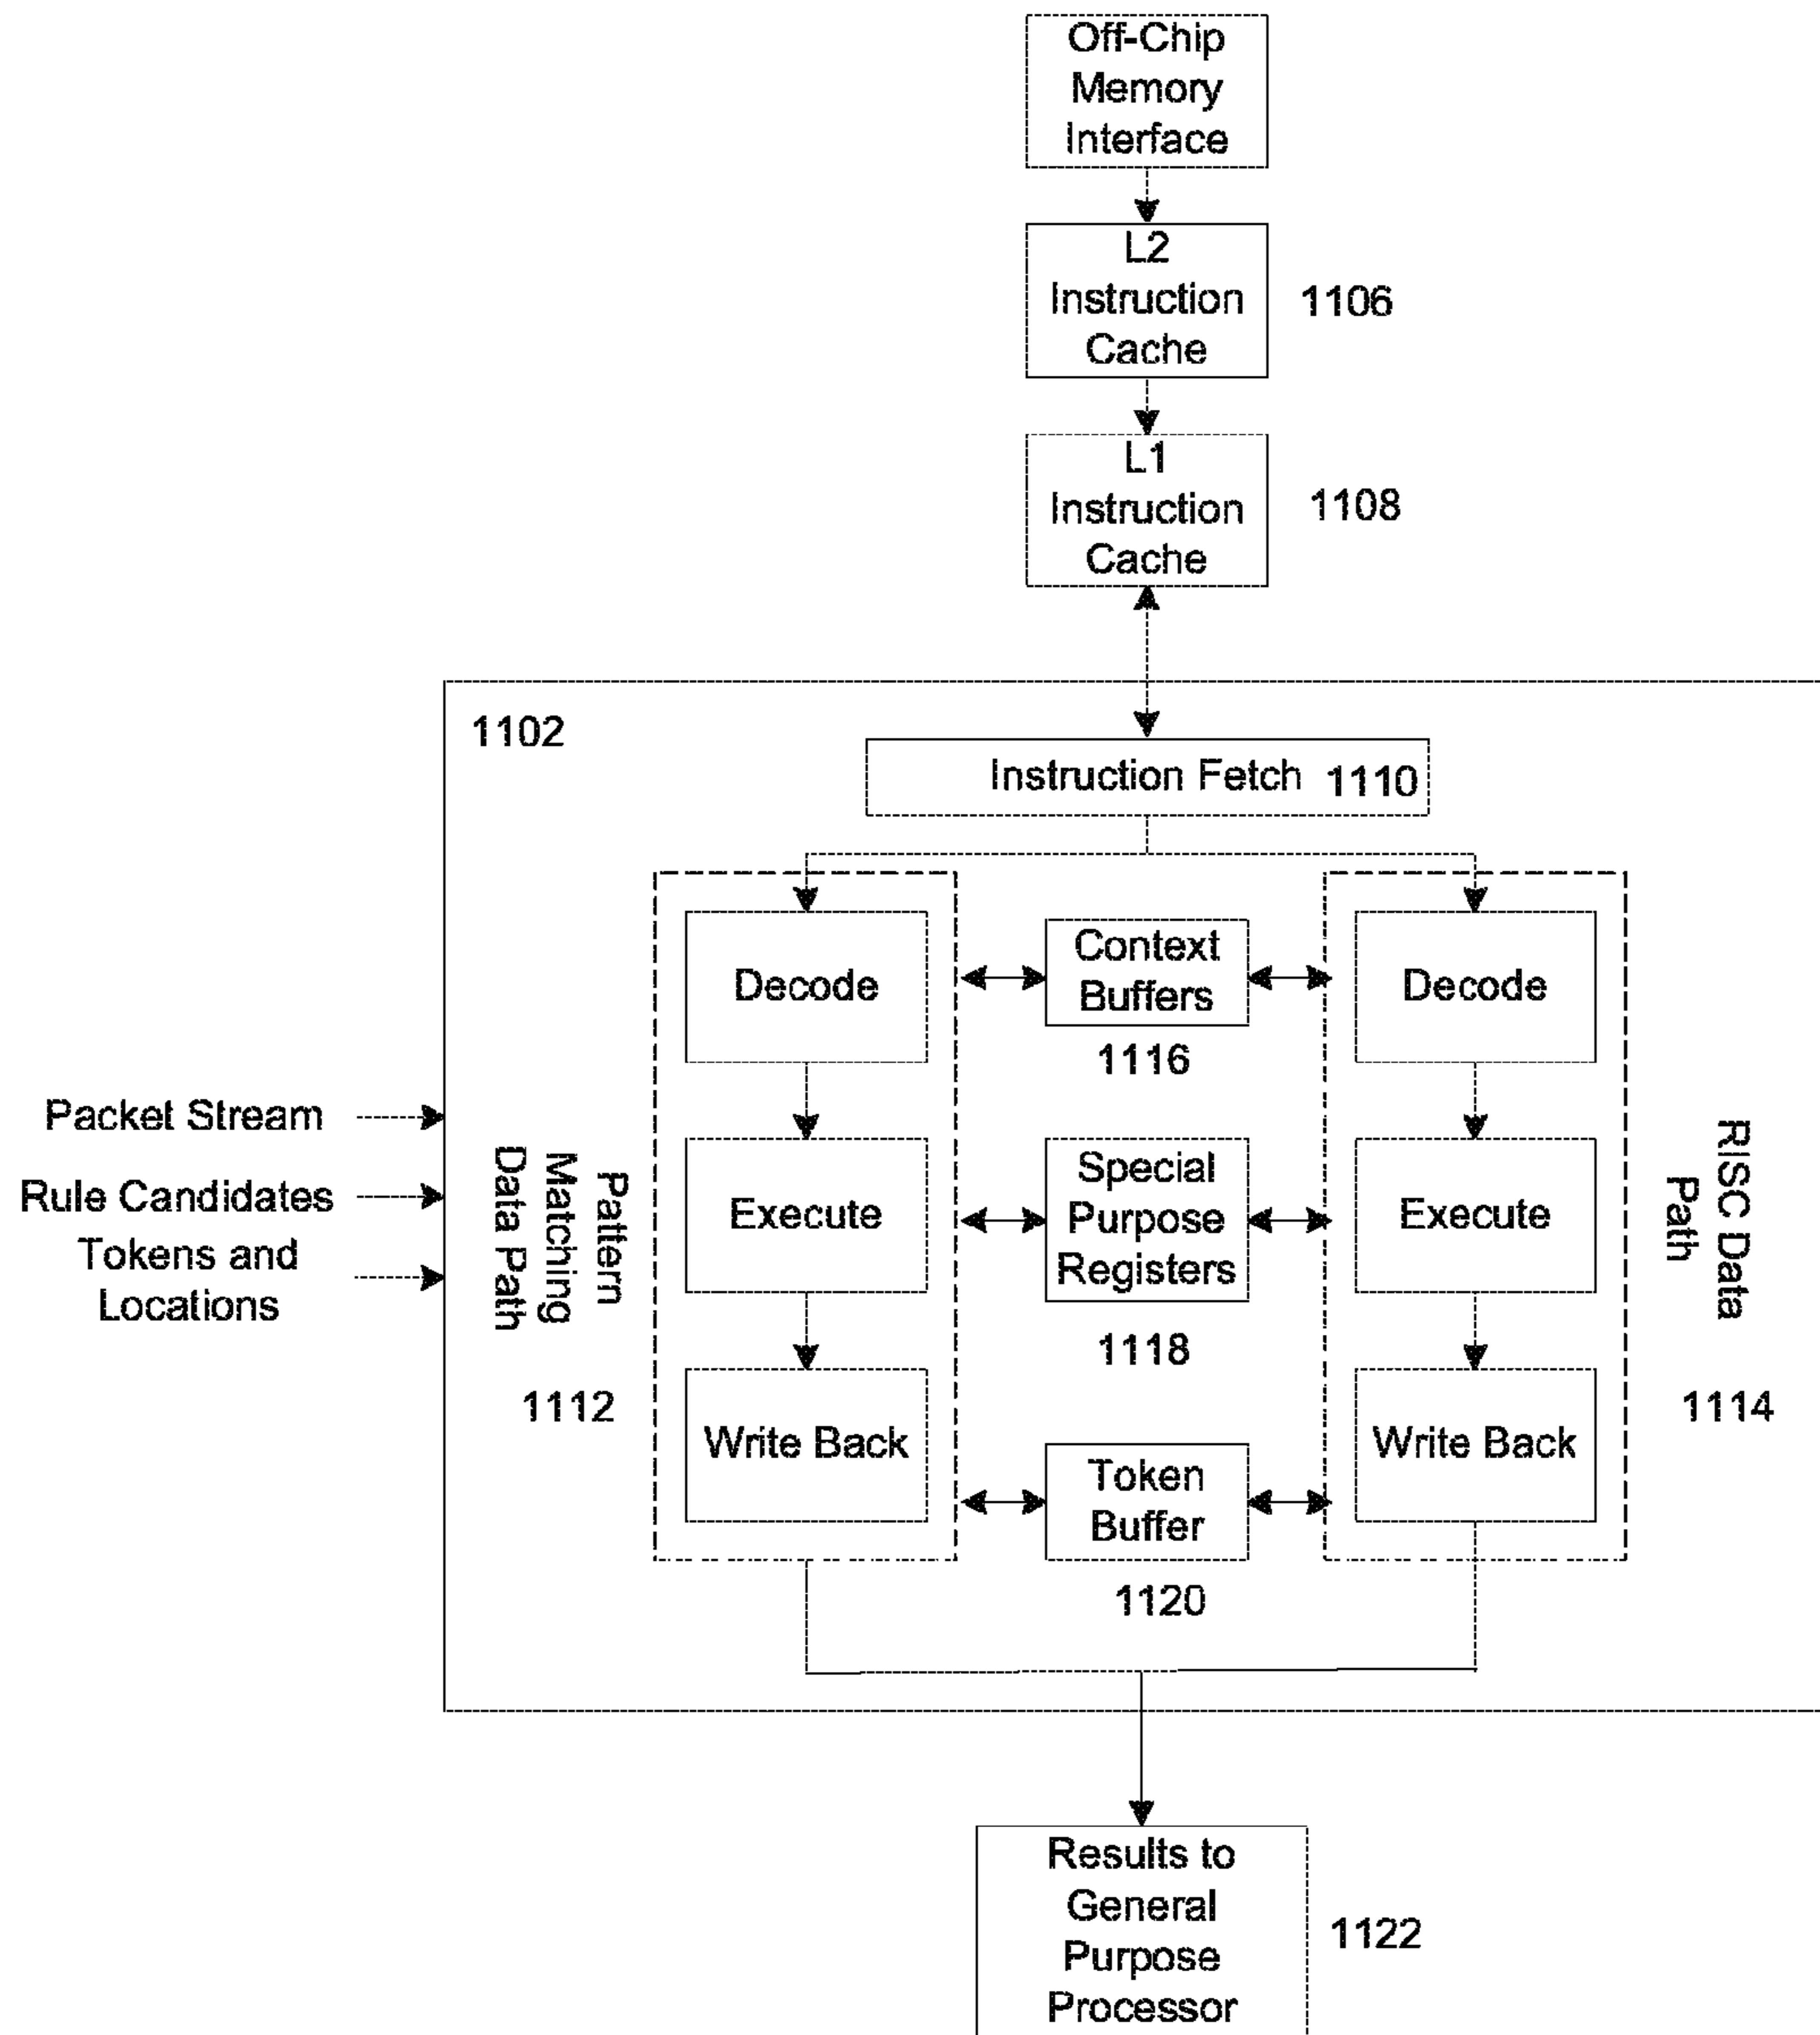 Off-Chip
Memory
Interface
L2
Instruction
Cache
1106
L1
Instruction
Cache
1108
1102
Instruction Fetch 1110
Decode
Context
Buffers
1116
Decode
Packet Stream
Rule Candidates
Tokens and
Locations
Pattern
Matching
Data Path
1112
Execute
Special
Purpose
Registers
1118
Execute
RISC Data
Path
1114
Write Back
Token
Buffer
1120
Write Back
Results to
General
Purpose
Processor
1122